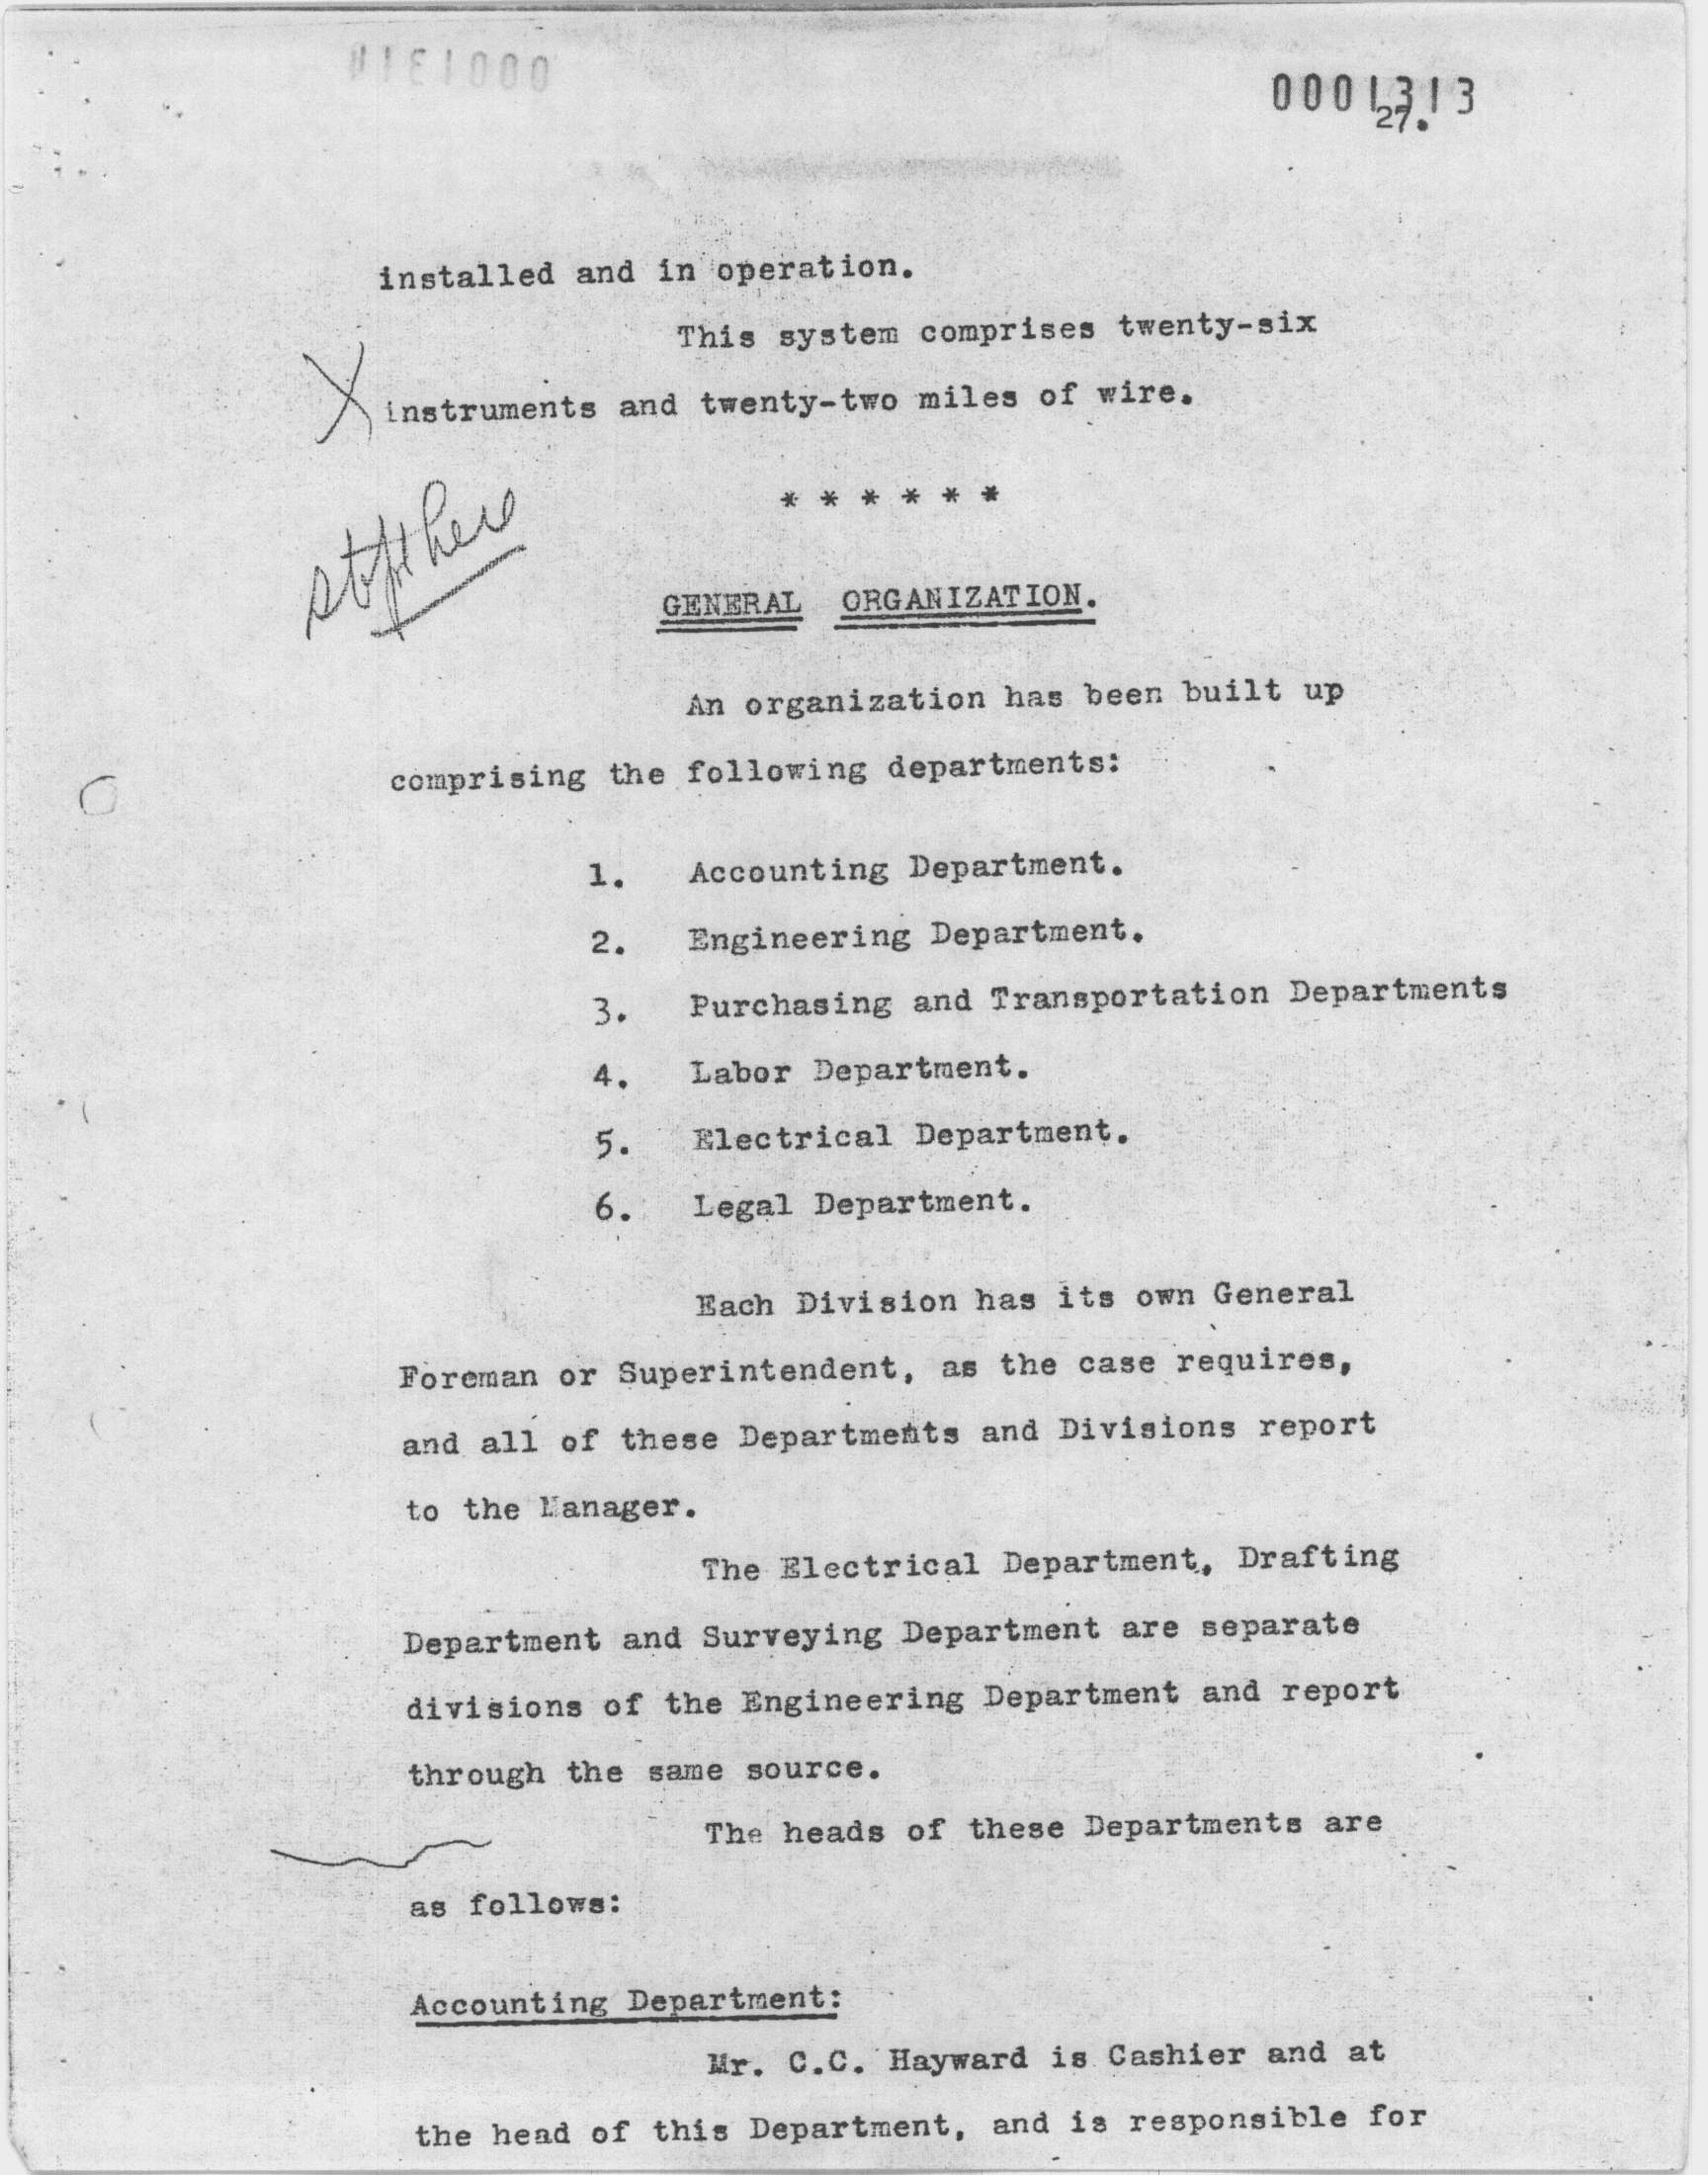 0001313
27.
installed and in operation.
This system comprises twenty-six
X instruments and twenty-two miles of wire.
* * * * * *
stop here
GENERAL ORGANIZATION.
An organization has been built up
comprising the following departments:
1. Accounting Department.
2. Engineering Department.
3. Purchasing and Transportation Departments
4. Labor Department.
5. Electrical Department.
6. Legal Department.
Each Division has its own General
Foreman or Superintendent, as the case requires,
and all of these Departments and Divisions report
to the Manager.
The Electrical Department, Drafting
Department and Surveying Department are separate
divisions of the Engineering Department and report
through the same source.
The heads of these Departments are
as follows:
Accounting Department:
Mr. C.C. Hayward is Cashier and at
the head of this Department, and is responsible for